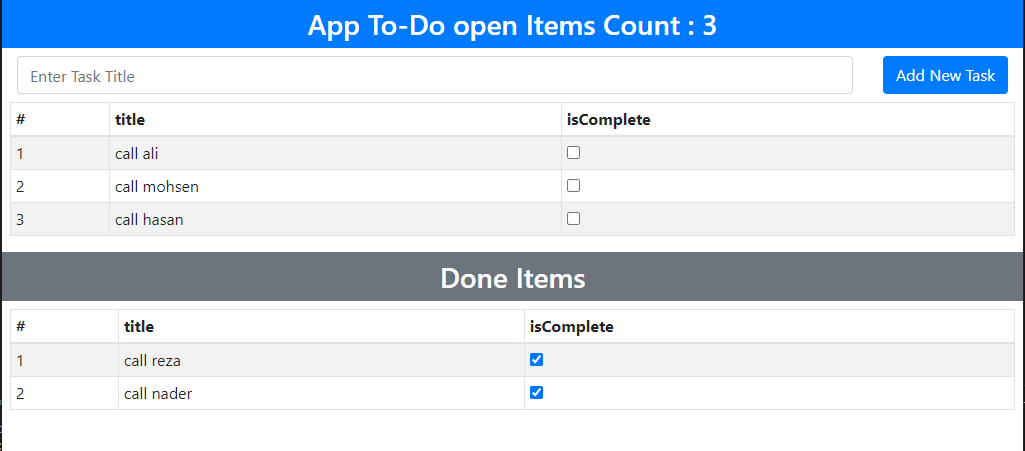 App To-Do open Items Count : 3
Enter Task Title Add New Task
# title isComplete
1 call ali
2 call mohsen
3 call hasan
Done Items
# title isComplete
1 call reza
2 call nader